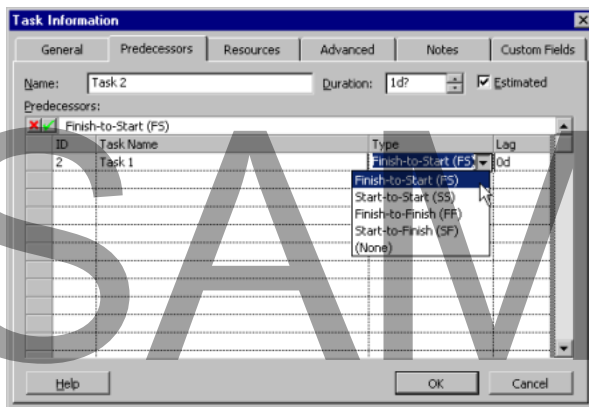 Task Information
General Predecessors Resources Advanced Notes Custom Fields
Name: Task 2 Duration: 1d? Estimated
Predecessors:
Finish-to-Start (FS)
ID Task Name Type Lag
2 Task 1 Finish-to-Start (FS) 0d
Finish-to-Start (FS)
Start-to-Start (SS)
Finish-to-Finish (FF)
Start-to-Finish (SF)
(None)
SAM
Help OK Cancel